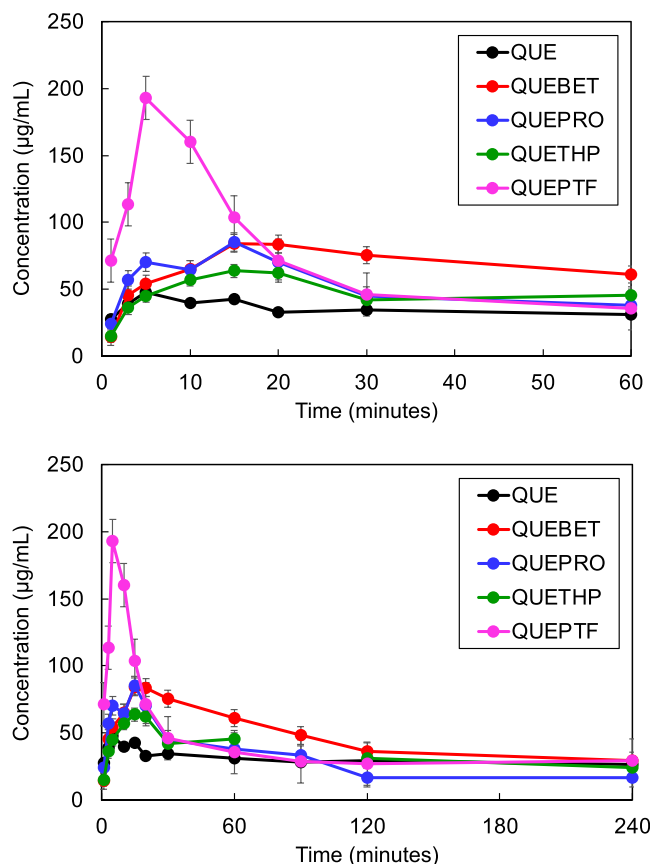 250
200
150
100
50
0
Concentration (µg/mL)
QUE
QUEBET
QUEPRO
QUETHP
QUEPTF
0 10 20 30 40 50 60
Time (minutes)
250
200
150
100
50
0
Concentration (µg/mL)
QUE
QUEBET
QUEPRO
QUETHP
QUEPTF
0 60 120 180 240
Time (minutes)